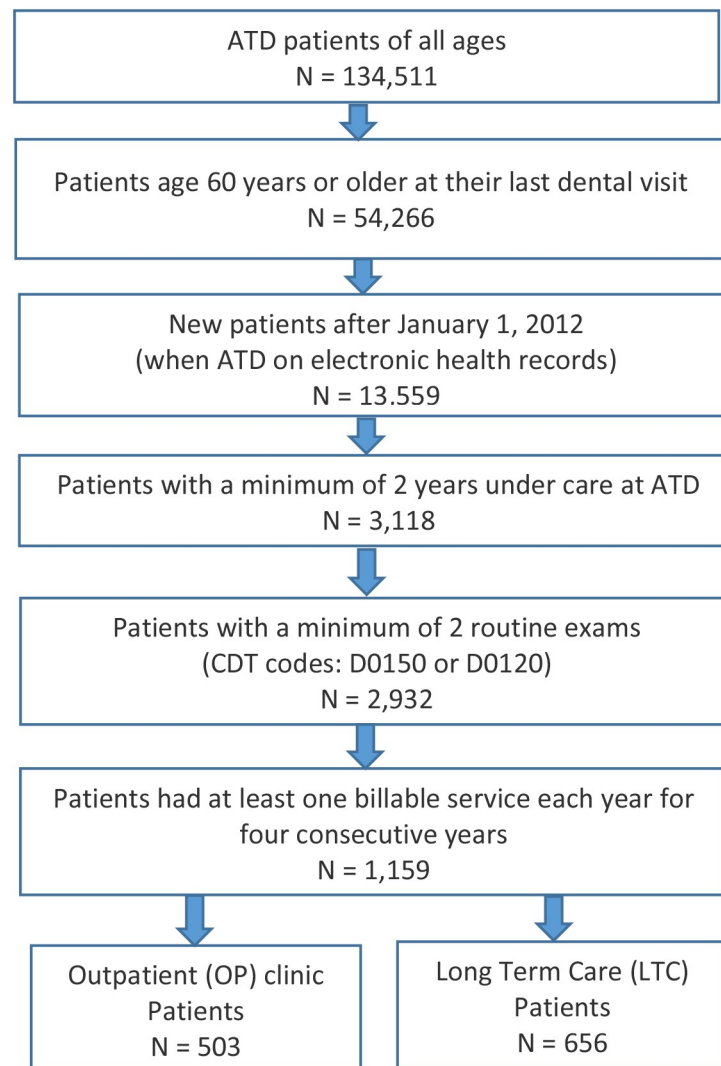 ATD patients of all ages
N = 134,511
Patients age 60 years or older at their last dental visit
N = 54,266
New patients after January 1, 2012
(when ATD on electronic health records)
N = 13.559
Patients with a minimum of 2 years under care at ATD
N = 3,118
Patients with a minimum of 2 routine exams
(CDT codes: D0150 or D0120)
N = 2,932
Patients had at least one billable service each year for
four consecutive years
N = 1,159
Outpatient (OP) clinic
Patients
N = 503
Long Term Care (LTC)
Patients
N = 656